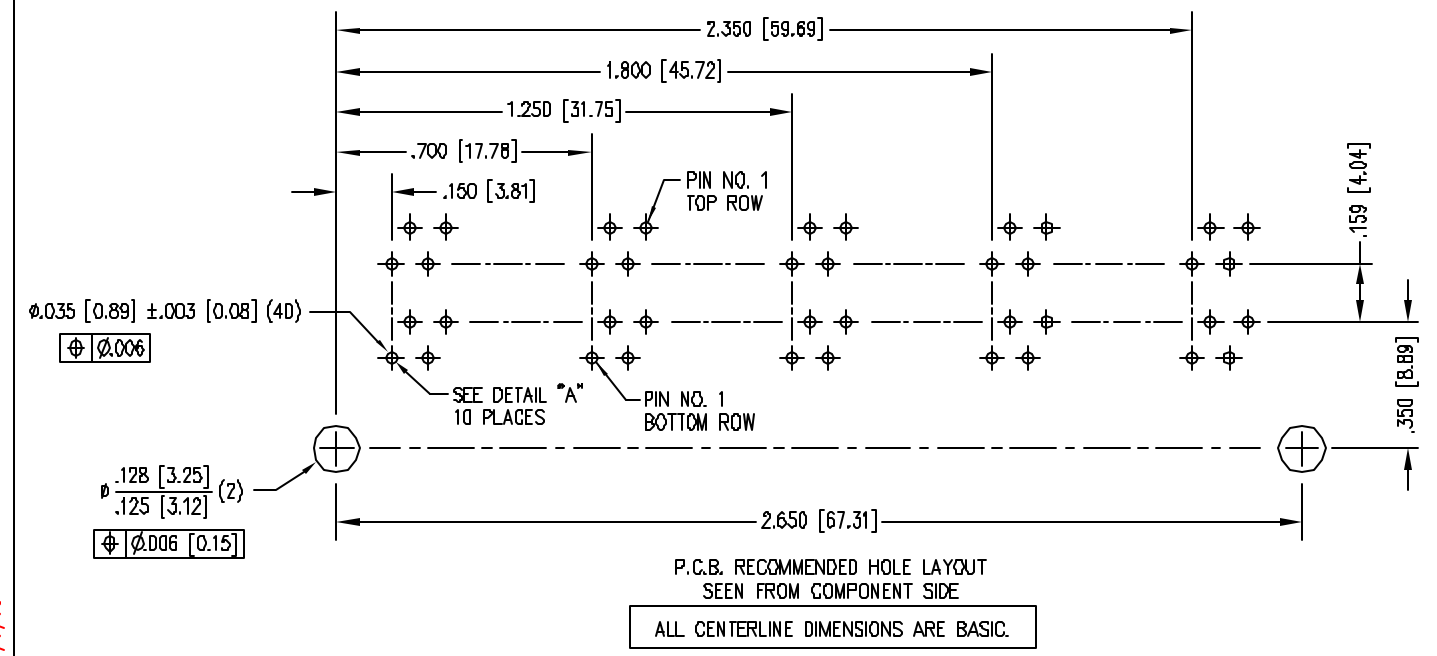 2.350 [59.69]
1.800 [45.72]
1.250 [31.75]
.700 [17.78]
.150 [3.81]
PIN NO. 1
TOP ROW
.159 [4.04]
⌀.035 [0.89] ±.003 [0.08] (40)
⌖ ⌀.006
SEE DETAIL "A"
10 PLACES
PIN NO. 1
BOTTOM ROW
.350 [8.89]
⌀ .128 [3.25]
.125 [3.12] (2)
⌖ ⌀.006 [0.15]
2.650 [67.31]
P.C.B. RECOMMENDED HOLE LAYOUT
SEEN FROM COMPONENT SIDE
ALL CENTERLINE DIMENSIONS ARE BASIC.